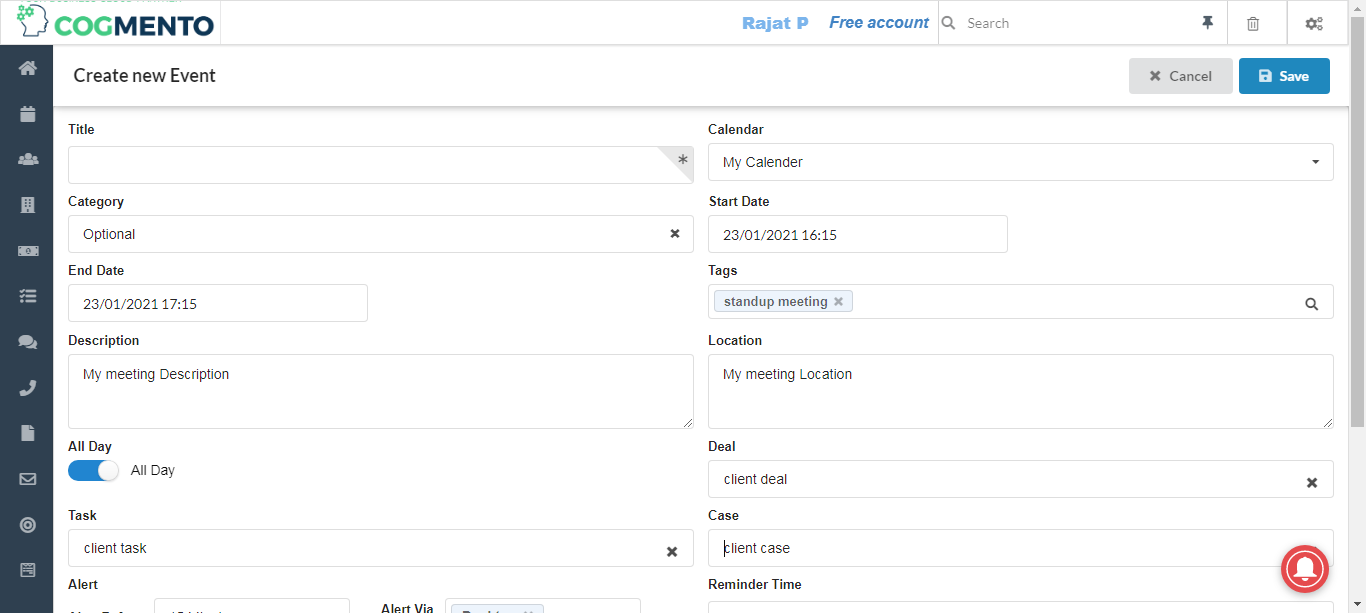 COGMENTO
Rajat P Free account Search
Create new Event
Cancel Save
Title Calendar
*
My Calender
Category Start Date
Optional 23/01/2021 16:15
End Date Tags
23/01/2021 17:15 standup meeting
Description Location
My meeting Description My meeting Location
All Day Deal
All Day client deal
Task Case
client task client case
Alert Reminder Time
Alert Via